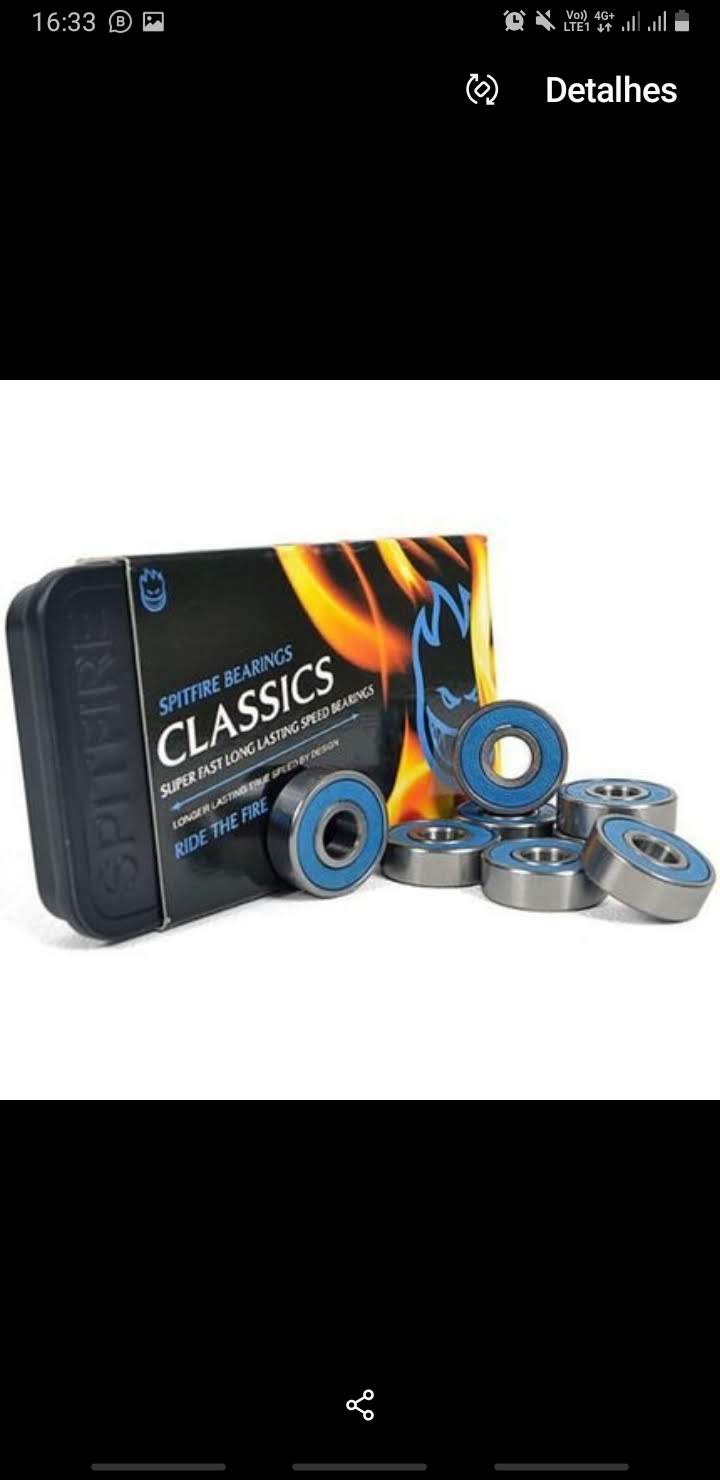 16:33
Vo)) 4G+
LTE1
Detalhes
SPITFIRE
SPITFIRE BEARINGS
CLASSICS
SUPER FAST LONG LASTING SPEED BEARINGS
LONGER LASTING TRUE SPEED BY DESIGN
RIDE THE FIRE